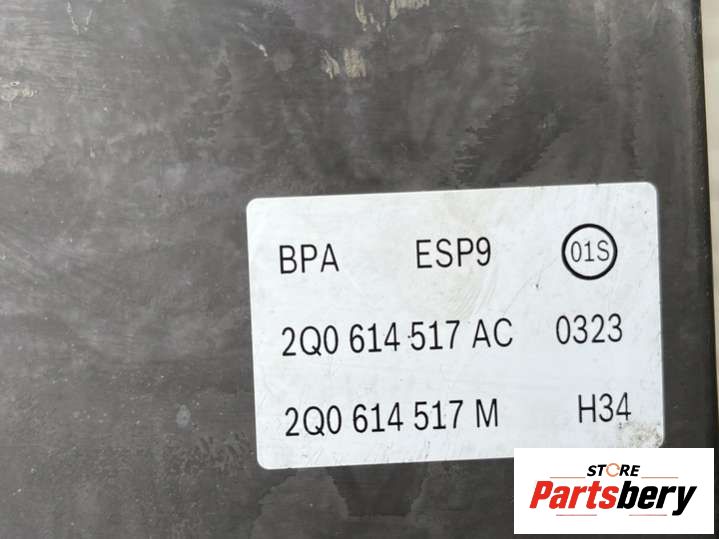 BPA ESP9 01S
2Q0 614 517 AC 0323
2Q0 614 517 M H34
STORE
Partsbery